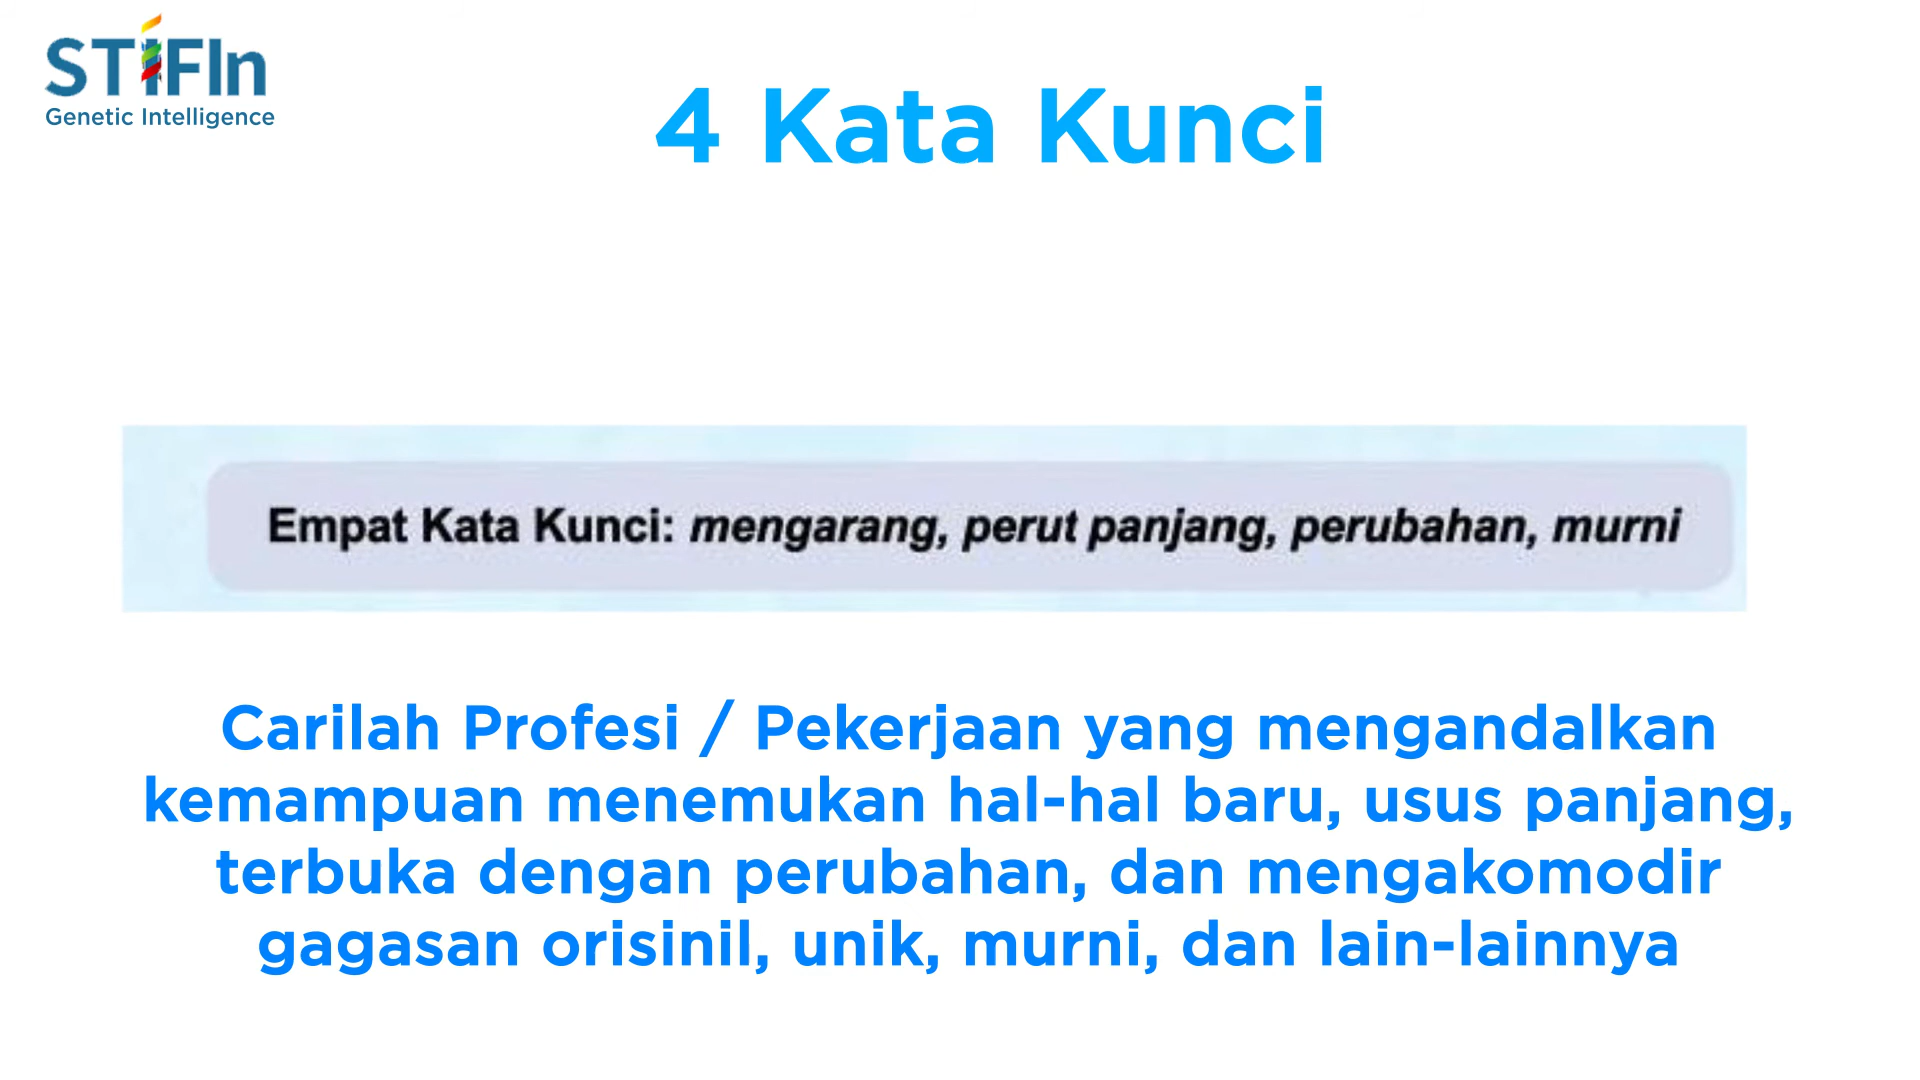 STiFIn
Genetic Intelligence
4 Kata Kunci
Empat Kata Kunci: mengarang, perut panjang, perubahan, murni
Carilah Profesi / Pekerjaan yang mengandalkan
kemampuan menemukan hal-hal baru, usus panjang,
terbuka dengan perubahan, dan mengakomodir
gagasan orisinil, unik, murni, dan lain-lainnya